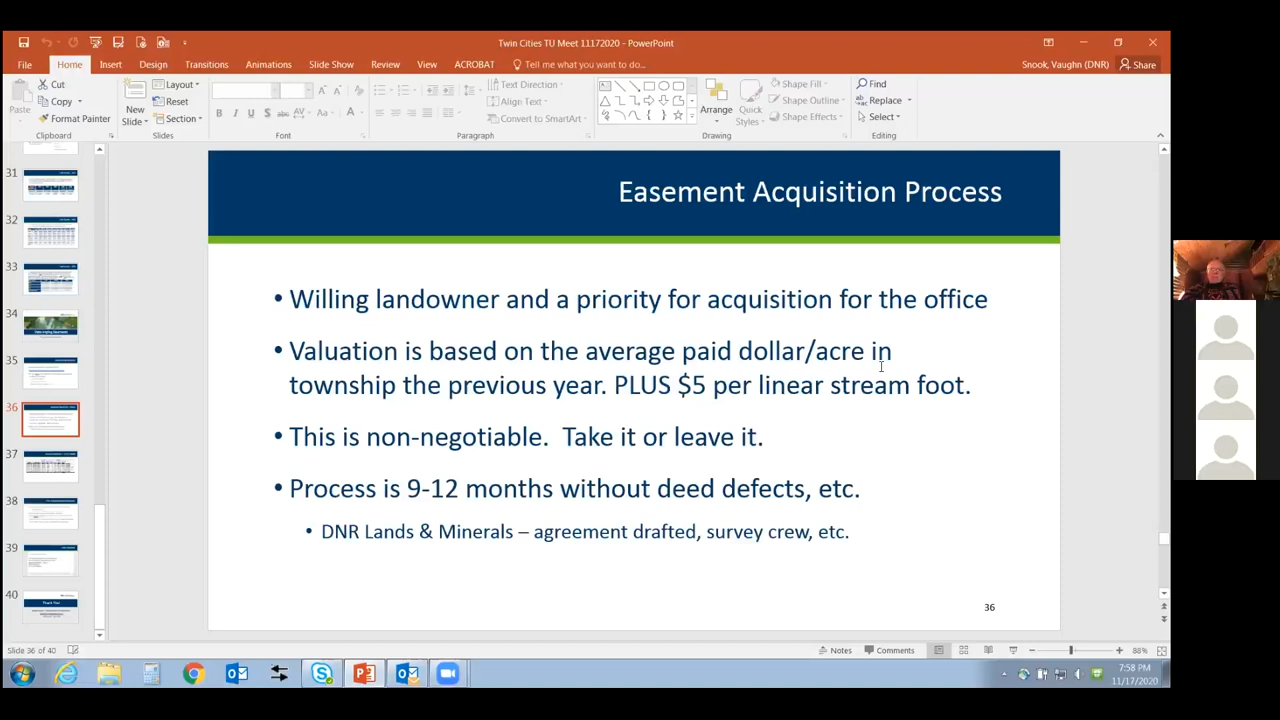 Twin Cities TU Meet 11172020 - PowerPoint
File Home Insert Design Transitions Animations Slide Show Review View ACROBAT Tell me what you want to do... Snook, Vaughn (DNR) Share
Paste
Cut
Copy
Format Painter
Clipboard
New Slide
Layout
Reset
Section
Slides
B I U S abc AV Aa A
Font
Text Direction
Align Text
Convert to SmartArt
Paragraph
Arrange
Quick Styles
Shape Fill
Shape Outline
Shape Effects
Drawing
Find
Replace
Select
Editing
31
32
33
34
35
36
37
38
39
40
Thank You
Easement Acquisition Process
• Willing landowner and a priority for acquisition for the office
• Valuation is based on the average paid dollar/acre in
township the previous year. PLUS $5 per linear stream foot.
• This is non-negotiable. Take it or leave it.
• Process is 9-12 months without deed defects, etc.
• DNR Lands & Minerals – agreement drafted, survey crew, etc.
36
Slide 36 of 40
Notes Comments 88%
7:58 PM
11/17/2020